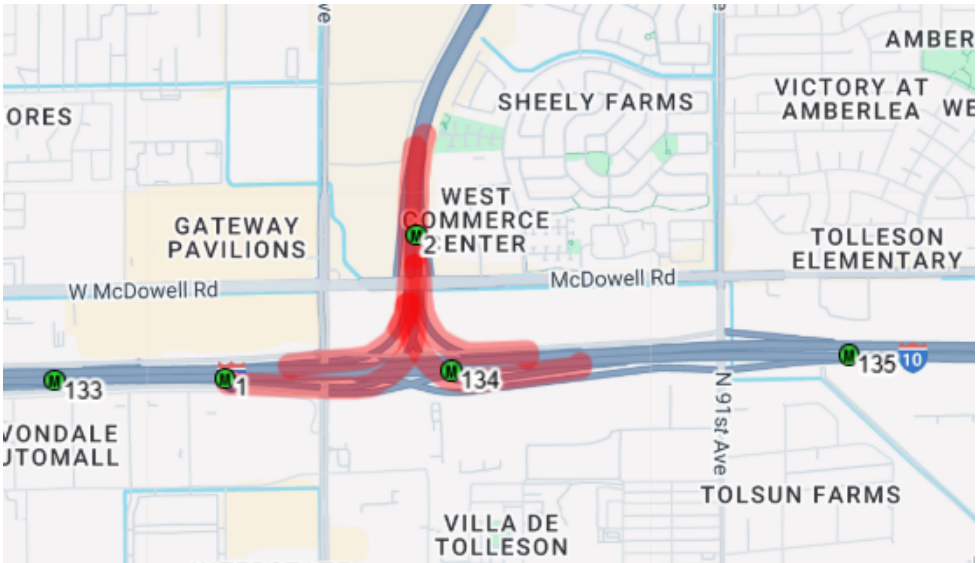 ve
AMBER
SHEELY FARMS
VICTORY AT
AMBERLEA
WE
ORES
WEST
COMMERCE
CENTER
M
2
GATEWAY
PAVILIONS
TOLLESON
ELEMENTARY
W McDowell Rd
McDowell Rd
M 133
M 1
M 134
M 135
10
N 91st Ave
VONDALE
UTOMALL
TOLSUN FARMS
VILLA DE
TOLLESON